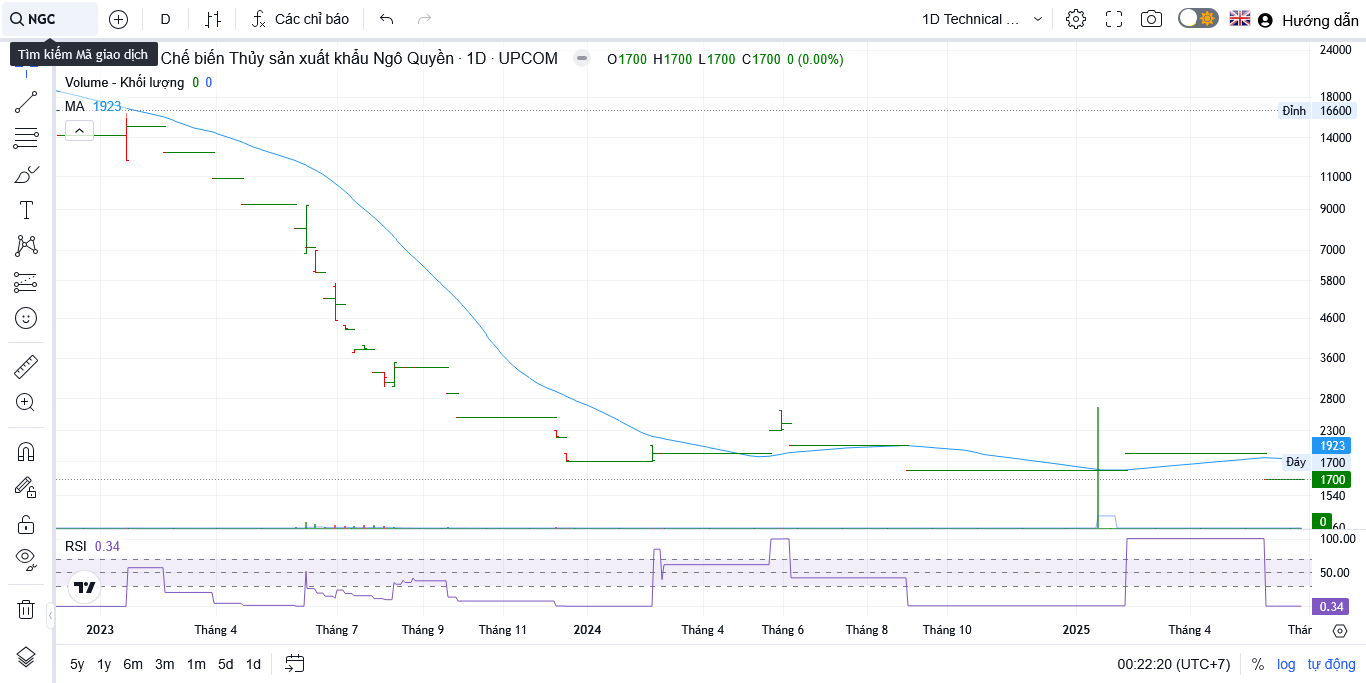 NGC
D
Các chỉ báo
1D Technical ...
Hướng dẫn
Tìm kiếm Mã giao dịch
Chế biến Thủy sản xuất khẩu Ngô Quyền · 1D · UPCOM O1700 H1700 L1700 C1700 0 (0.00%)
Volume - Khối lượng 0 0
MA 1923
24000
18000
Đỉnh 16600
14000
11000
9000
7000
5800
4600
3600
2800
2300
1923
Đáy 1700
1700
1540
0
RSI 0.34
100.00
50.00
0.34
2023 Tháng 4 Tháng 7 Tháng 9 Tháng 11 2024 Tháng 4 Tháng 6 Tháng 8 Tháng 10 2025 Tháng 4 Thár
5y 1y 6m 3m 1m 5d 1d
00:22:20 (UTC+7) % log tự động